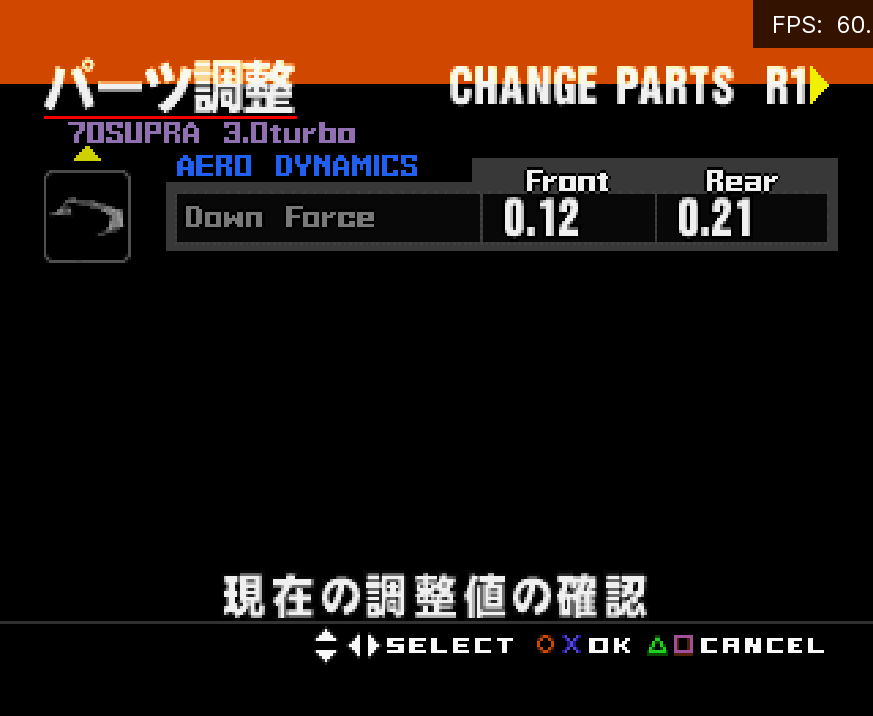 FPS: 60.
パーツ調整
CHANGE PARTS R1
70SUPRA 3.0turbo
AERO DYNAMICS
Front Rear
Down Force 0.12 0.21
現在の調整値の確認
SELECT OK CANCEL